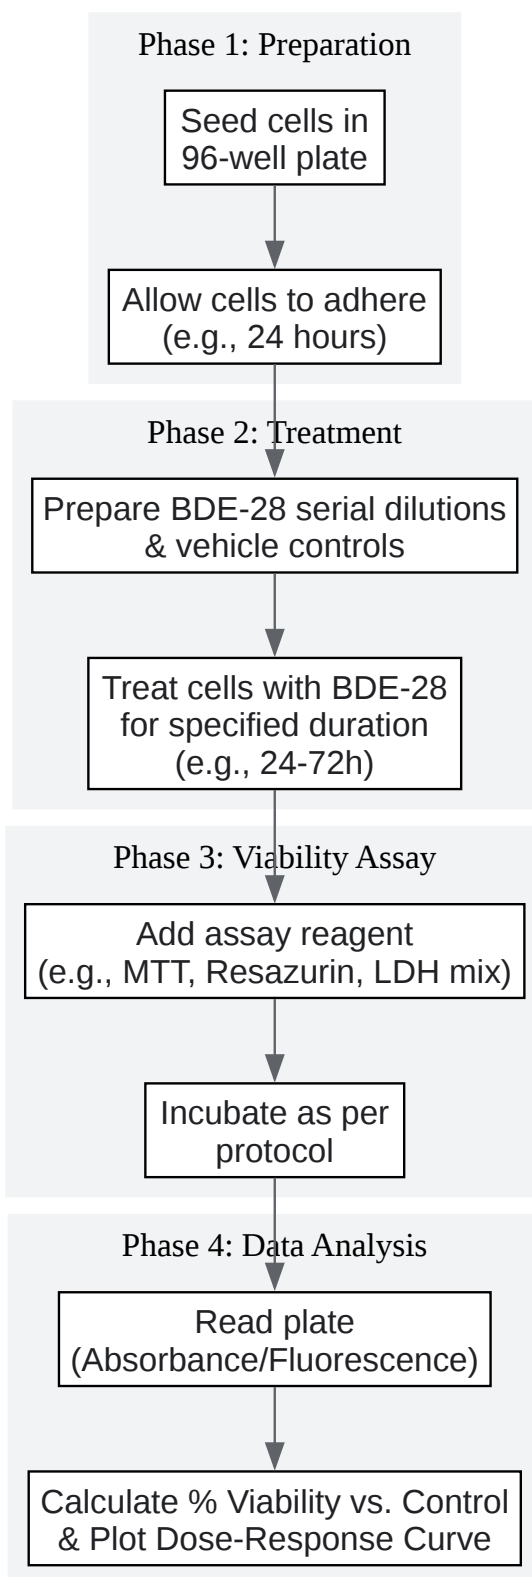 Phase 1: Preparation
Seed cells in
96-well plate
Allow cells to adhere
(e.g., 24 hours)
Phase 2: Treatment
Prepare BDE-28 serial dilutions
& vehicle controls
Treat cells with BDE-28
for specified duration
(e.g., 24-72h)
Phase 3: Viability Assay
Add assay reagent
(e.g., MTT, Resazurin, LDH mix)
Incubate as per
protocol
Phase 4: Data Analysis
Read plate
(Absorbance/Fluorescence)
Calculate % Viability vs. Control
& Plot Dose-Response Curve